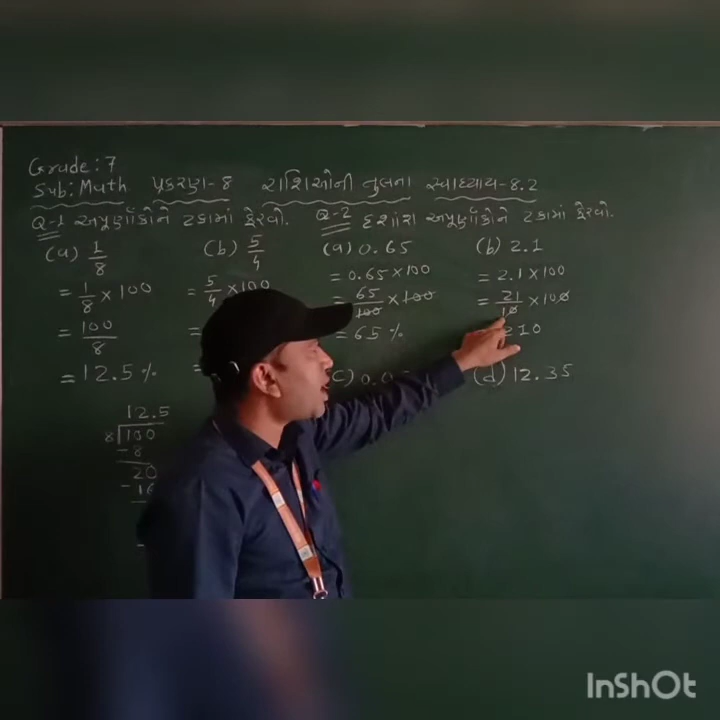 Grade : 7
Sub: Math પ્રકરણ - 8 રાશિઓની તુલના સ્વાધ્યાય - 8.2
Q-1 અપૂર્ણાંકોને ટકામાં ફેરવો. Q-2 દશાંશ અપૂર્ણાંકોને ટકામાં ફેરવો.
(a) 1/8 (b) 5/4 (a) 0.65 (b) 2.1
= 1/8 × 100 = 5/4 × 100 = 0.65 × 100 = 2.1 × 100
= 100/8 = = 65/100 × 100 = 21/10 × 100
= 65 % 210
= 12.5 % = (c) 0.0 (d) 12.35
12.5
8 100
- 8
20
- 16
InShOt